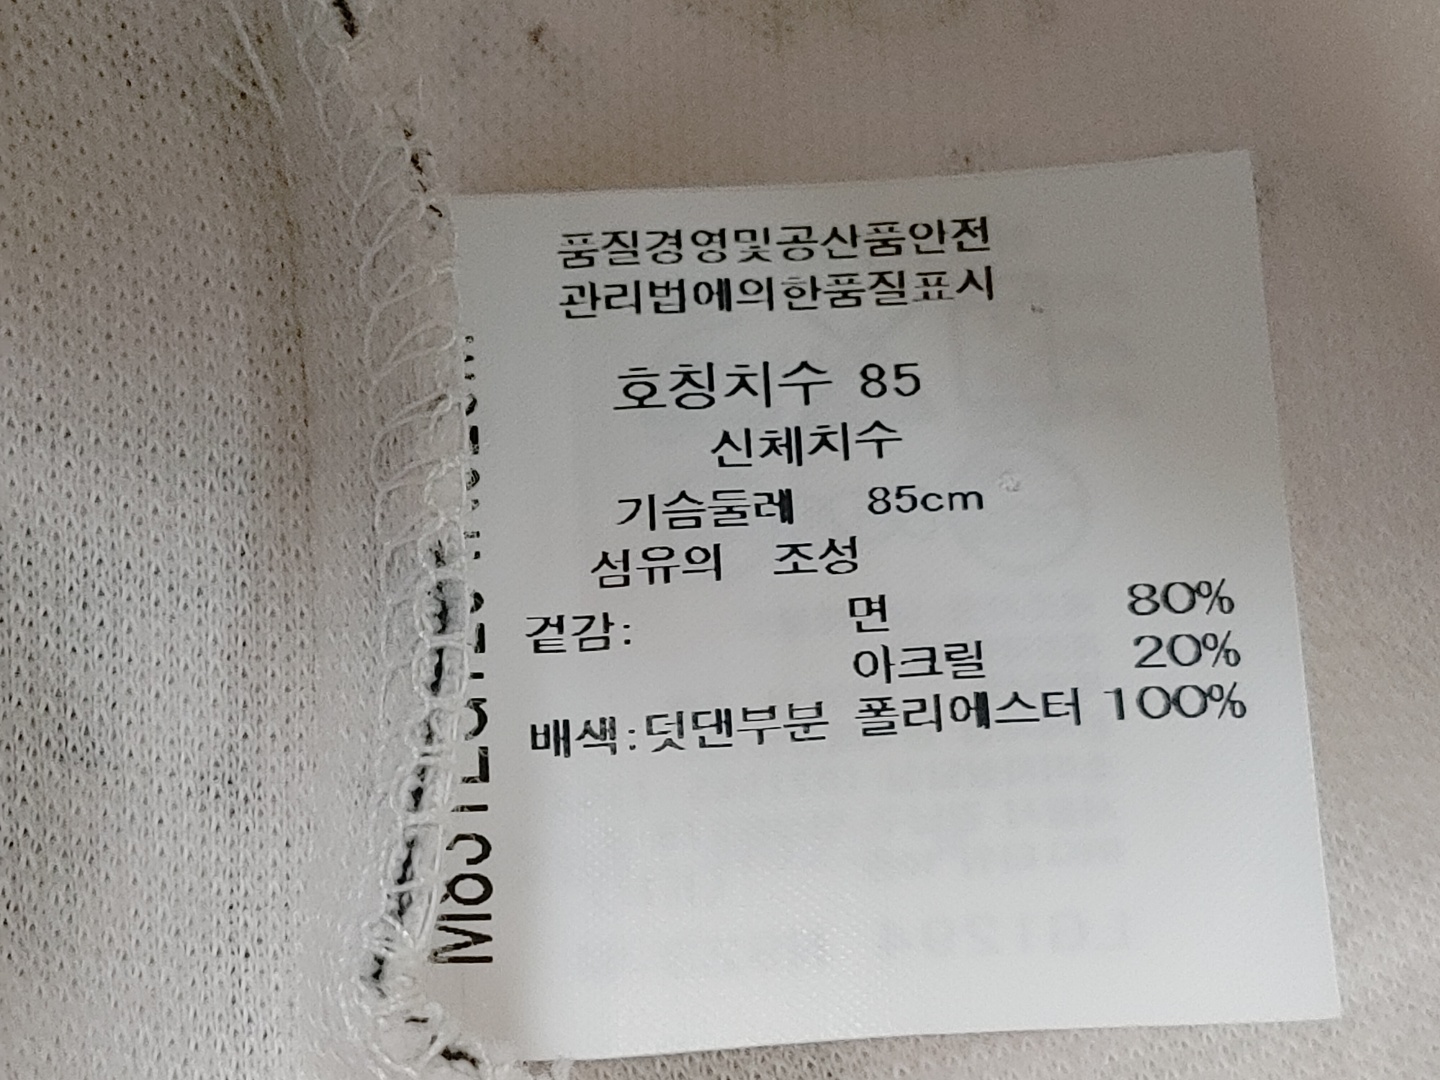 품질경영및공산품안전
관리법에의한품질표시
호칭치수 85
신체치수
기슴둘레 85cm
섬유의 조성
겉감: 면 80%
아크릴 20%
배색:덧댄부분 폴리에스터 100%